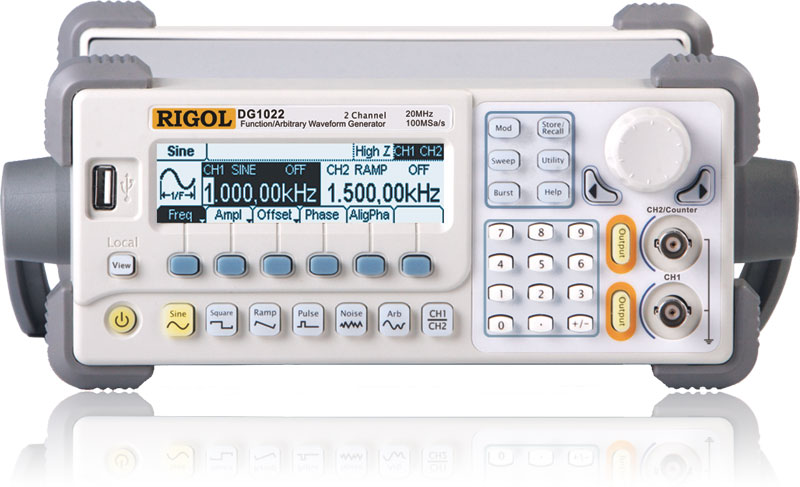 RIGOL DG1022 2 Channel 20MHz
Function/Arbitrary Waveform Generator 100MSa/s
Sine High Z CH1 CH2
CH1 SINE OFF CH2 RAMP OFF
1/F
1.000,00kHz 1.500,00kHz
Freq Ampl Offset Phase AligPha
Local
View
Sine Square Ramp Pulse Noise Arb CH1
CH2
Mod Store/
Recall
Sweep Utility
Burst Help
7 8 9
4 5 6
1 2 3
0 . +/−
Output
CH2/Counter
Output
CH1